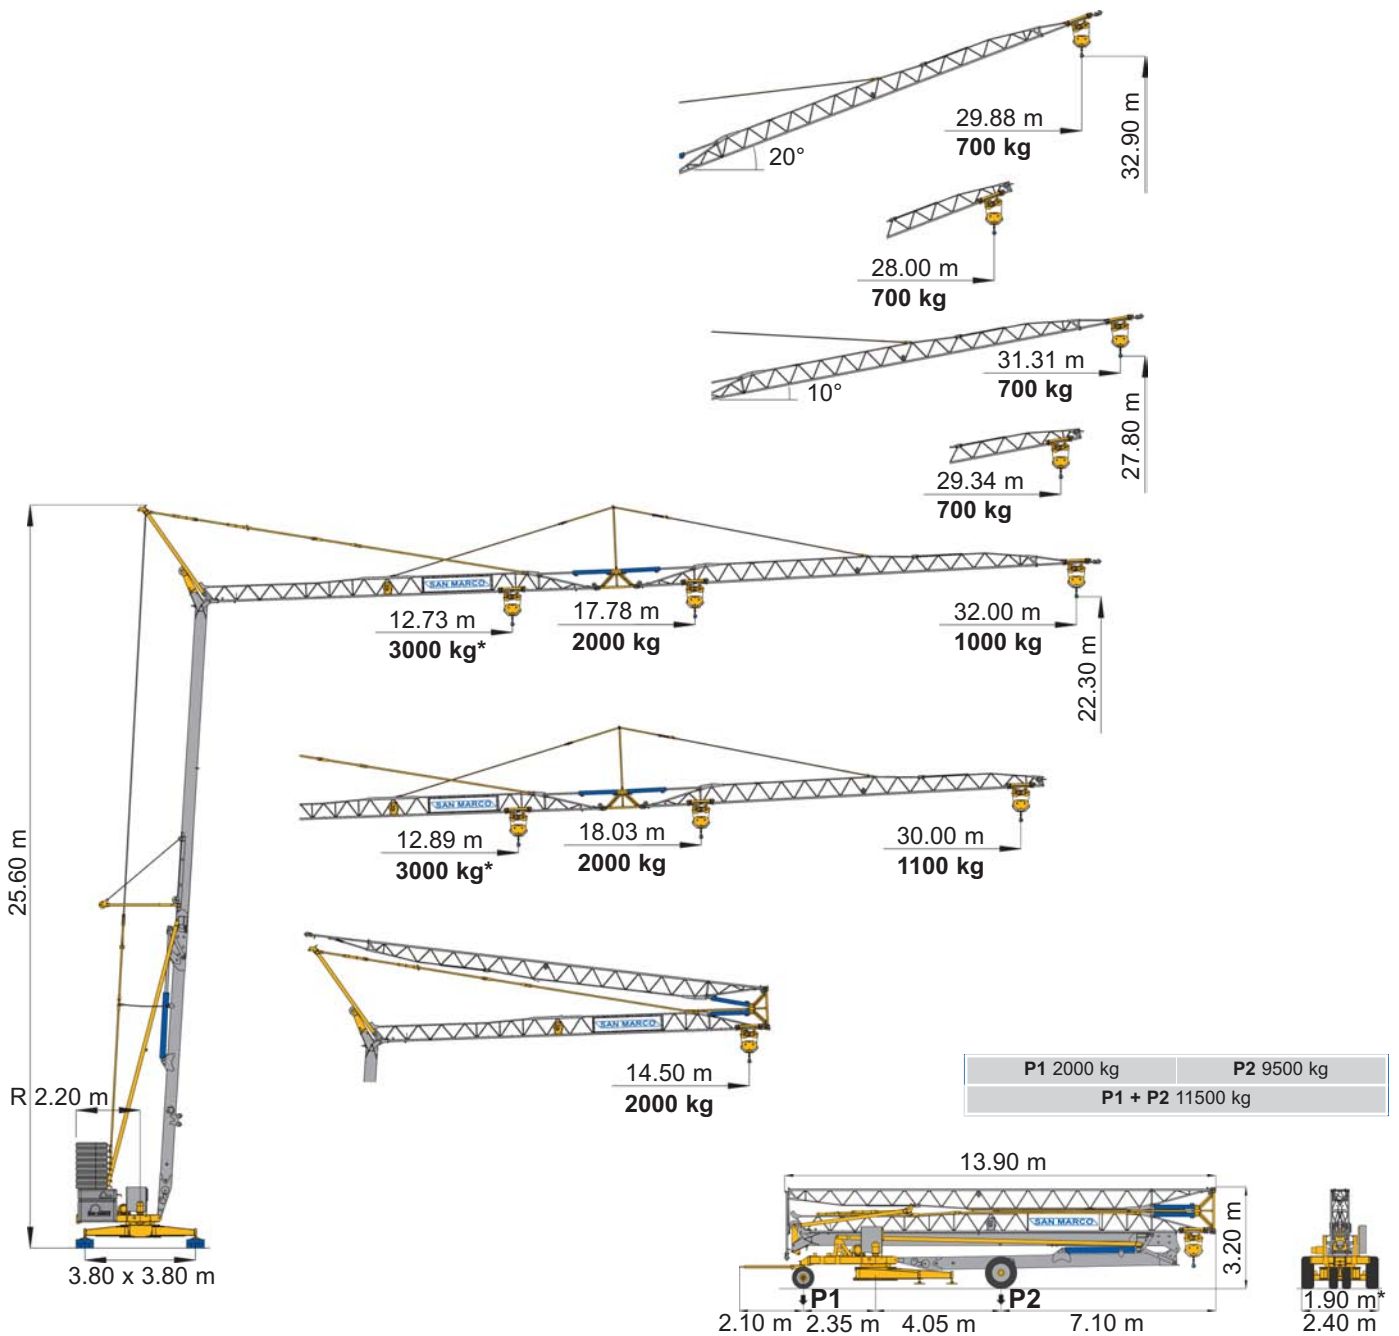 29.88 m
700 kg
32.90 m
20°
28.00 m
700 kg
31.31 m
700 kg
10°
27.80 m
29.34 m
700 kg
SAN MARCO
12.73 m
3000 kg*
17.78 m
2000 kg
32.00 m
1000 kg
22.30 m
SAN MARCO
12.89 m
3000 kg*
18.03 m
2000 kg
30.00 m
1100 kg
25.60 m
SAN MARCO
14.50 m
2000 kg
R 2.20 m
3.80 x 3.80 m
P1 2000 kg P2 9500 kg
P1 + P2 11500 kg
13.90 m
SAN MARCO
3.20 m
P1 P2
2.10 m 2.35 m 4.05 m 7.10 m
1.90 m*
2.40 m